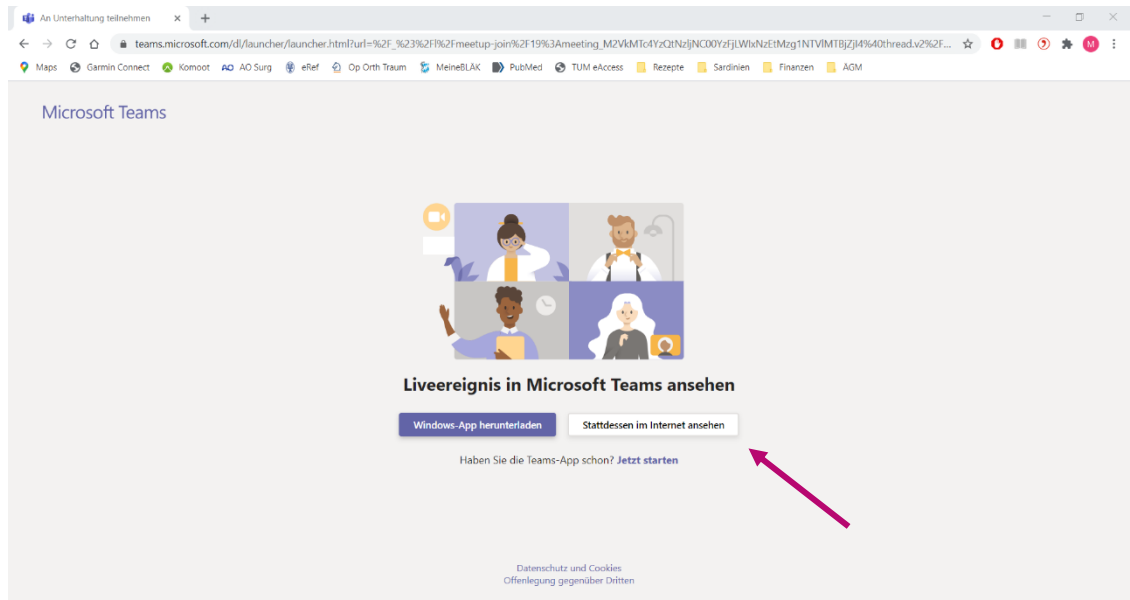 An Unterhaltung teilnehmen
teams.microsoft.com/dl/launcher/launcher.html?url=%2F_%23%2Fl%2Fmeetup-join%2F19%3Ameeting_M2VkMTc4YzQtNzljNC00YzFjLWIxNzEtMzg1NTVlMTBjZjI4%40thread.v2%2F...
Maps Garmin Connect Komoot AO AO Surg eRef Op Orth Traum MeineBLÄK PubMed TUM eAccess Rezepte Sardinien Finanzen AGM
Microsoft Teams
Liveereignis in Microsoft Teams ansehen
Windows-App herunterladen Stattdessen im Internet ansehen
Haben Sie die Teams-App schon? Jetzt starten
Datenschutz und Cookies
Offenlegung gegenüber Dritten